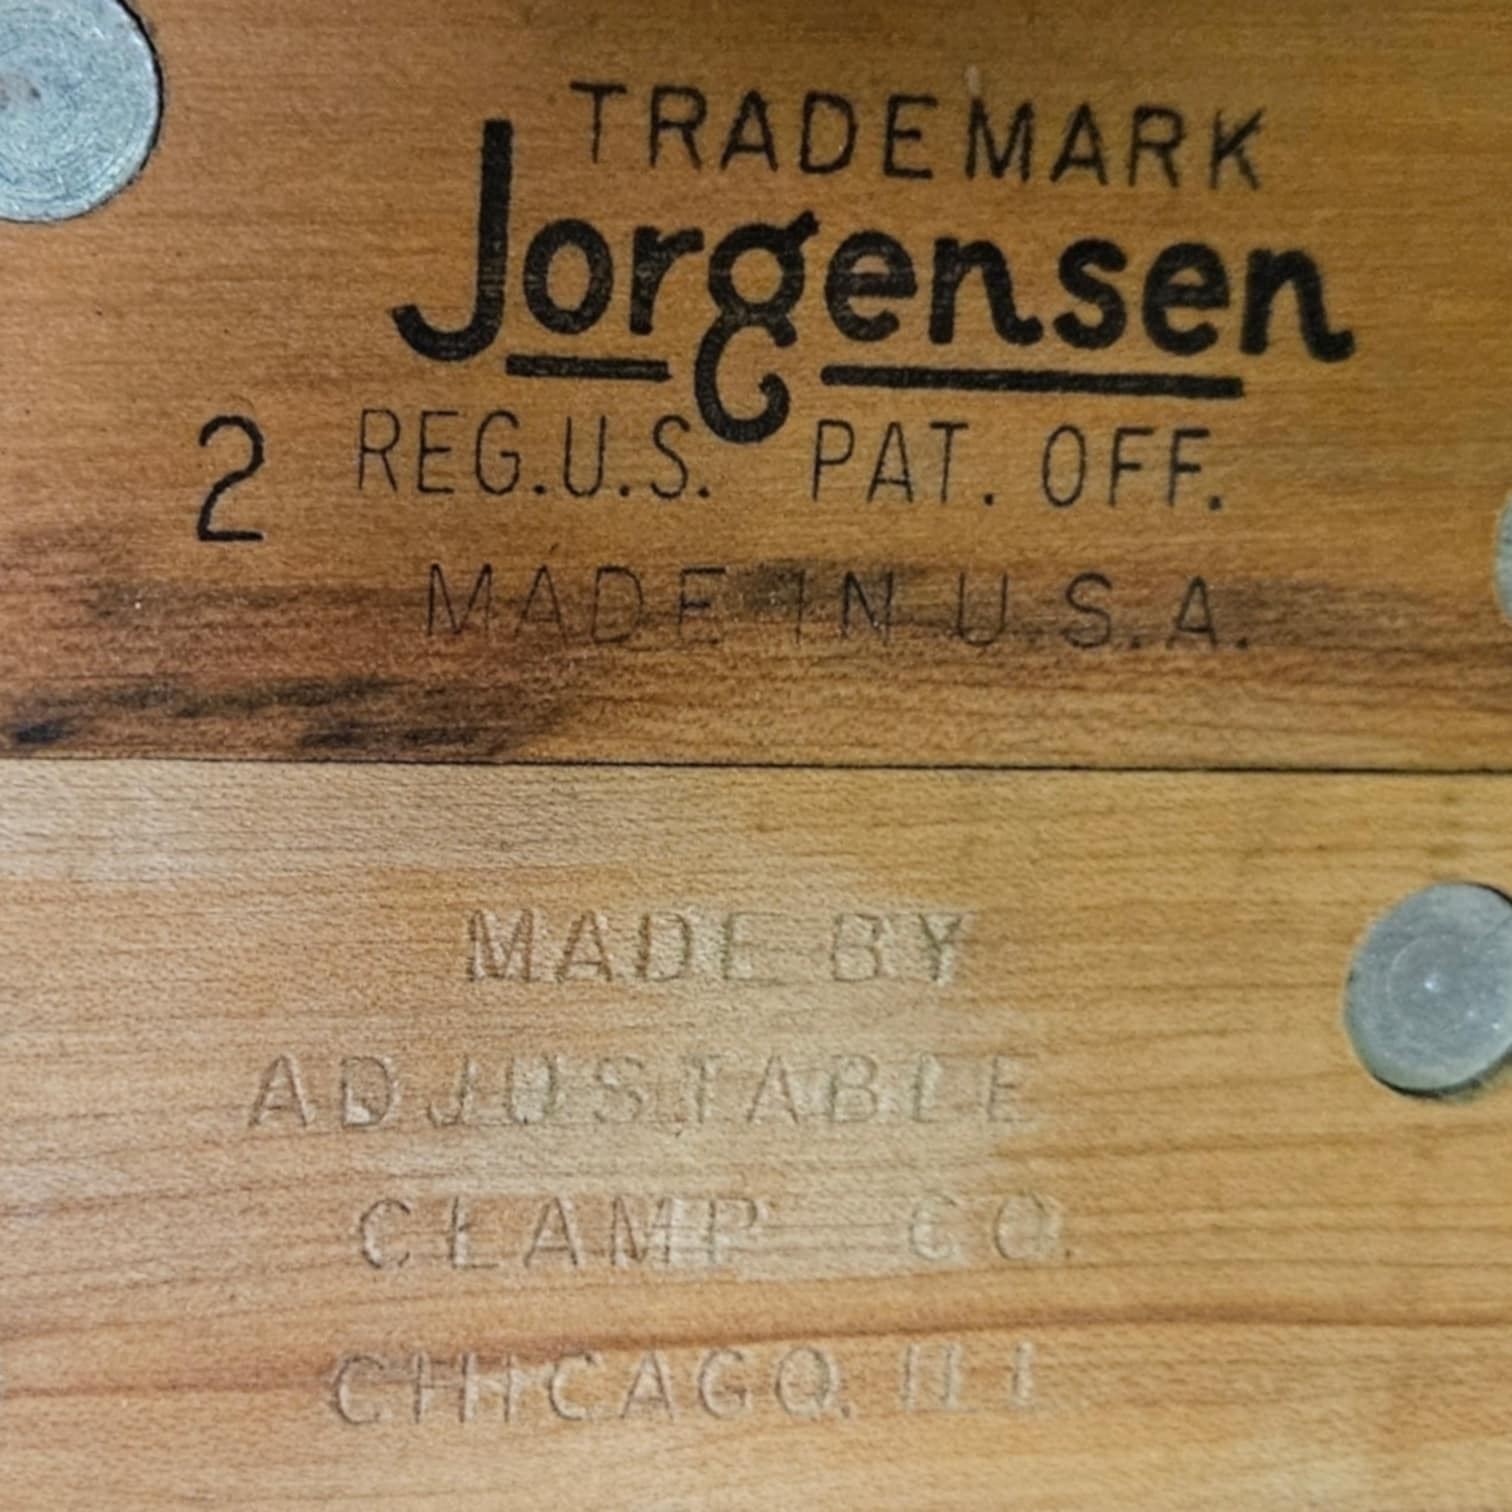 TRADEMARK
Jorgensen
2 REG.U.S. PAT. OFF.
MADE IN U.S.A.
MADE BY
ADJUSTABLE
CLAMP CO.
CHICAGO, ILL